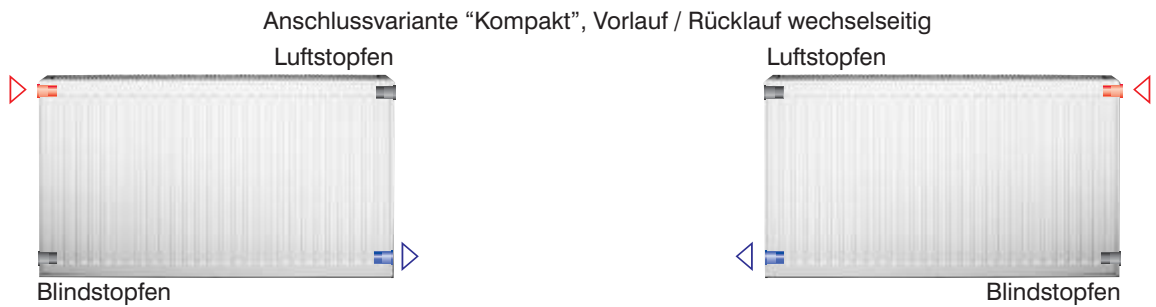 Anschlussvariante “Kompakt”, Vorlauf / Rücklauf wechselseitig
Luftstopfen
Luftstopfen
Blindstopfen
Blindstopfen